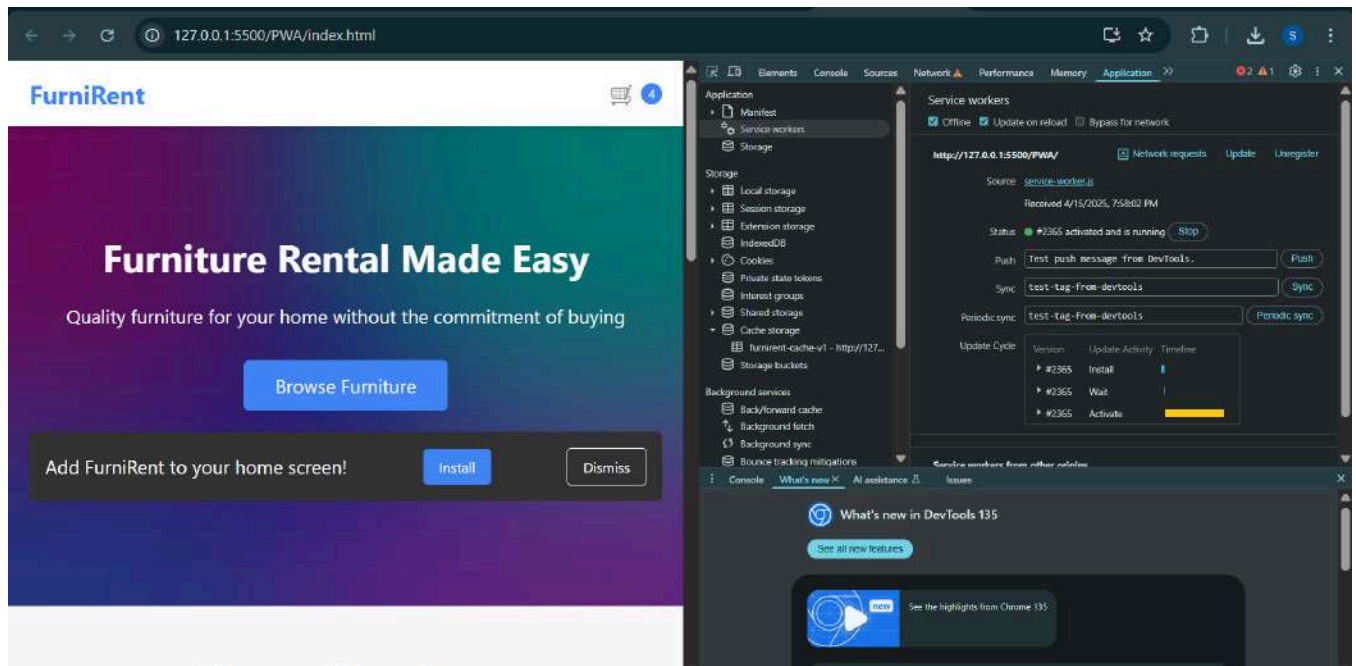 127.0.0.1:5500/PWA/index.html
S
FurniRent
4
Furniture Rental Made Easy
Quality furniture for your home without the commitment of buying
Browse Furniture
Add FurniRent to your home screen!
Install
Dismiss
Elements Console Sources Network Performance Memory Application
2 1
Application
Manifest
Service workers
Storage
Storage
Local storage
Session storage
Extension storage
IndexedDB
Cookies
Private state tokens
Interest groups
Shared storage
Cache storage
furnirent-cache-v1 - http://127...
Storage buckets
Background services
Back/forward cache
Background fetch
Background sync
Bounce tracking mitigations
Service workers
Offline Update on reload Bypass for network
http://127.0.0.1:5500/PWA/ Network requests Update Unregister
Source service-worker.js
Received 4/15/2025, 7:58:02 PM
Status #2365 activated and is running Stop
Push Test push message from DevTools. Push
Sync test-tag-from-devtools Sync
Periodic sync test-tag-from-devtools Periodic sync
Update Cycle Version Update Activity Timeline
#2365 Install
#2365 Wait
#2365 Activate
Service workers from other origins
Console What's new AI assistance Issues
What's new in DevTools 135
See all new features
new
See the highlights from Chrome 135